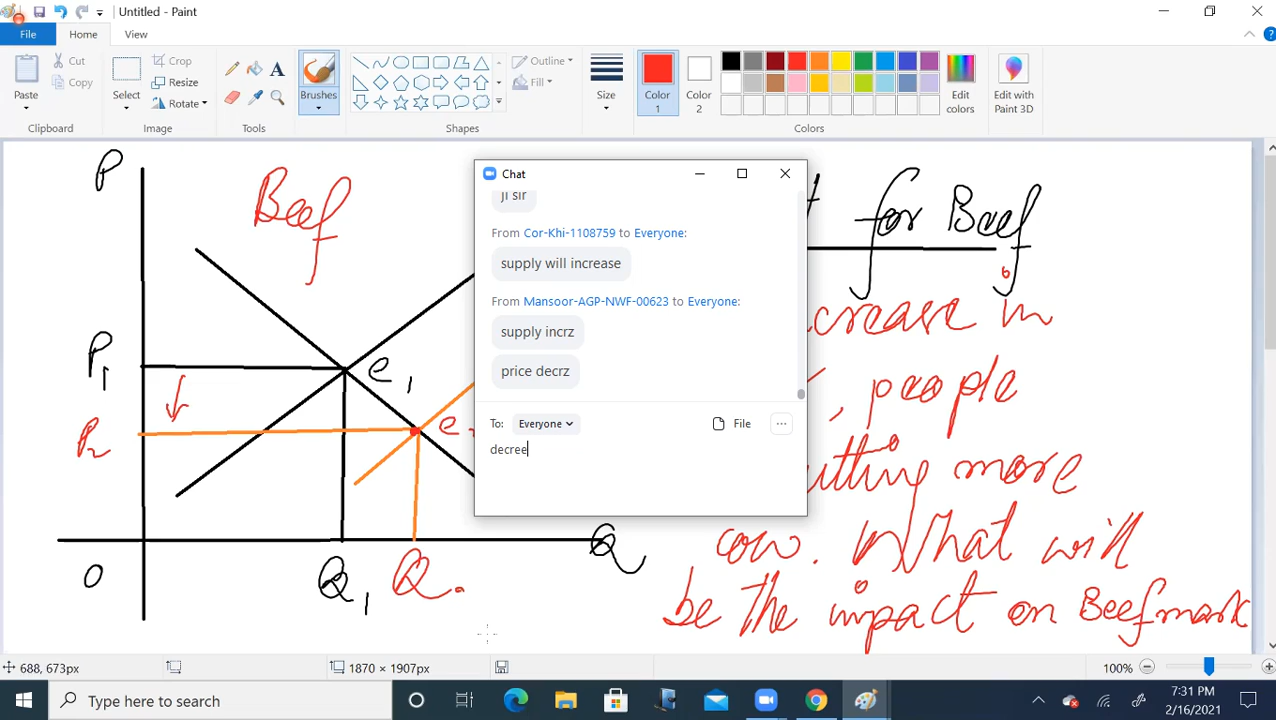 Untitled - Paint
File
Home
View
Paste
Cut
Copy
Clipboard
Select
Crop
Resize
Rotate
Image
Tools
Brushes
Shapes
Outline
Fill
Size
Color 1
Color 2
Edit colors
Colors
Edit with Paint 3D
P
Beef
for Beef
P1
e1
P2
e
O
Q1
Q
Q
crease in
, people
utting more
cow. What will
be the impact on Beef mark
Chat
Ji sir
From Cor-Khi-1108759 to Everyone:
supply will increase
From Mansoor-AGP-NWF-00623 to Everyone:
supply incrz
price decrz
To: Everyone
File
decree
688, 673px
1870 × 1907px
100%
Type here to search
7:31 PM
2/16/2021